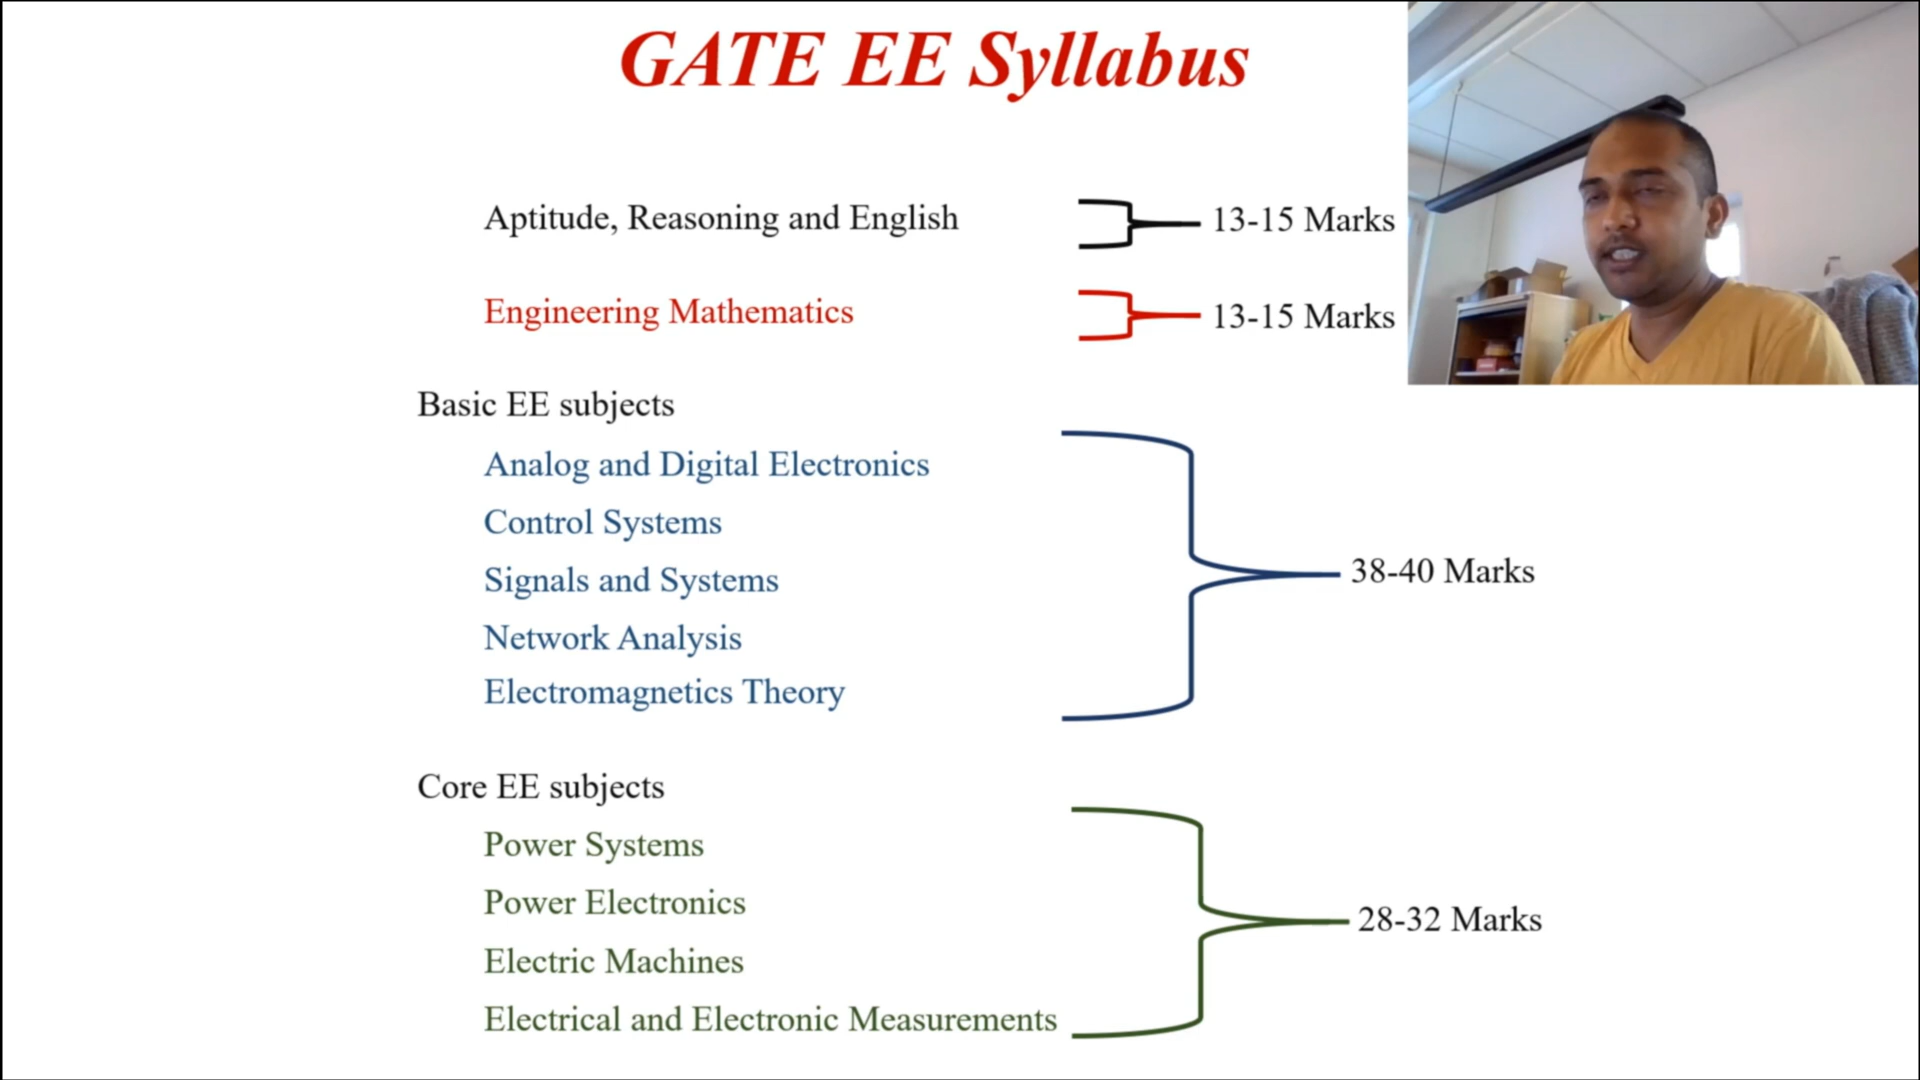 GATE EE Syllabus
Aptitude, Reasoning and English
13-15 Marks
Engineering Mathematics
13-15 Marks
Basic EE subjects
Analog and Digital Electronics
Control Systems
Signals and Systems
Network Analysis
Electromagnetics Theory
38-40 Marks
Core EE subjects
Power Systems
Power Electronics
Electric Machines
Electrical and Electronic Measurements
28-32 Marks